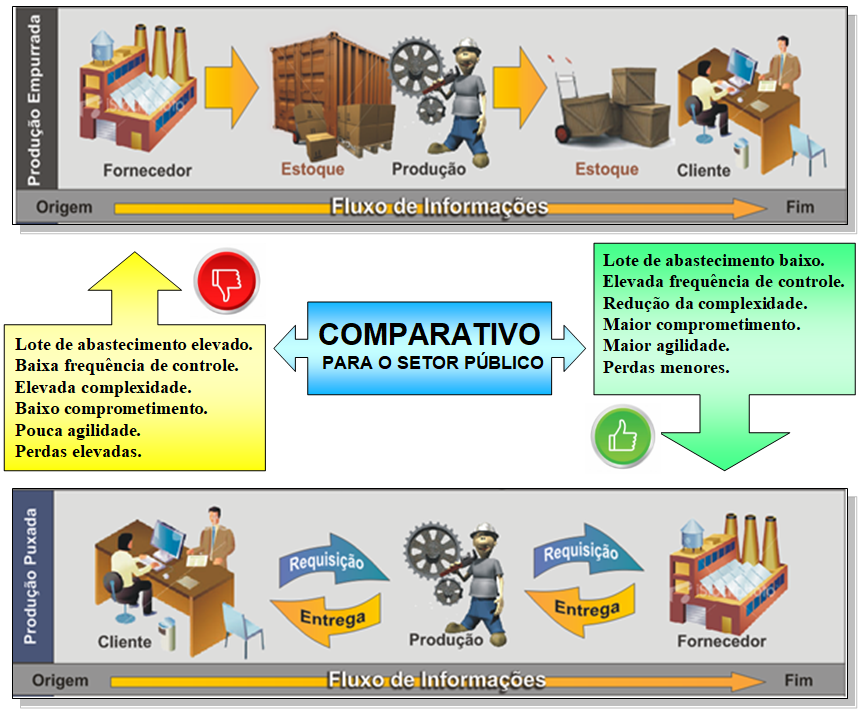 Produção Empurrada
Fornecedor
Estoque
Produção
Estoque
Cliente
Origem
Fluxo de Informações
Fim
Lote de abastecimento elevado.
Baixa frequência de controle.
Elevada complexidade.
Baixo comprometimento.
Pouca agilidade.
Perdas elevadas.
COMPARATIVO
PARA O SETOR PÚBLICO
Lote de abastecimento baixo.
Elevada frequência de controle.
Redução da complexidade.
Maior comprometimento.
Maior agilidade.
Perdas menores.
Produção Puxada
Cliente
Requisição
Entrega
Produção
Requisição
Entrega
Fornecedor
Origem
Fluxo de Informações
Fim